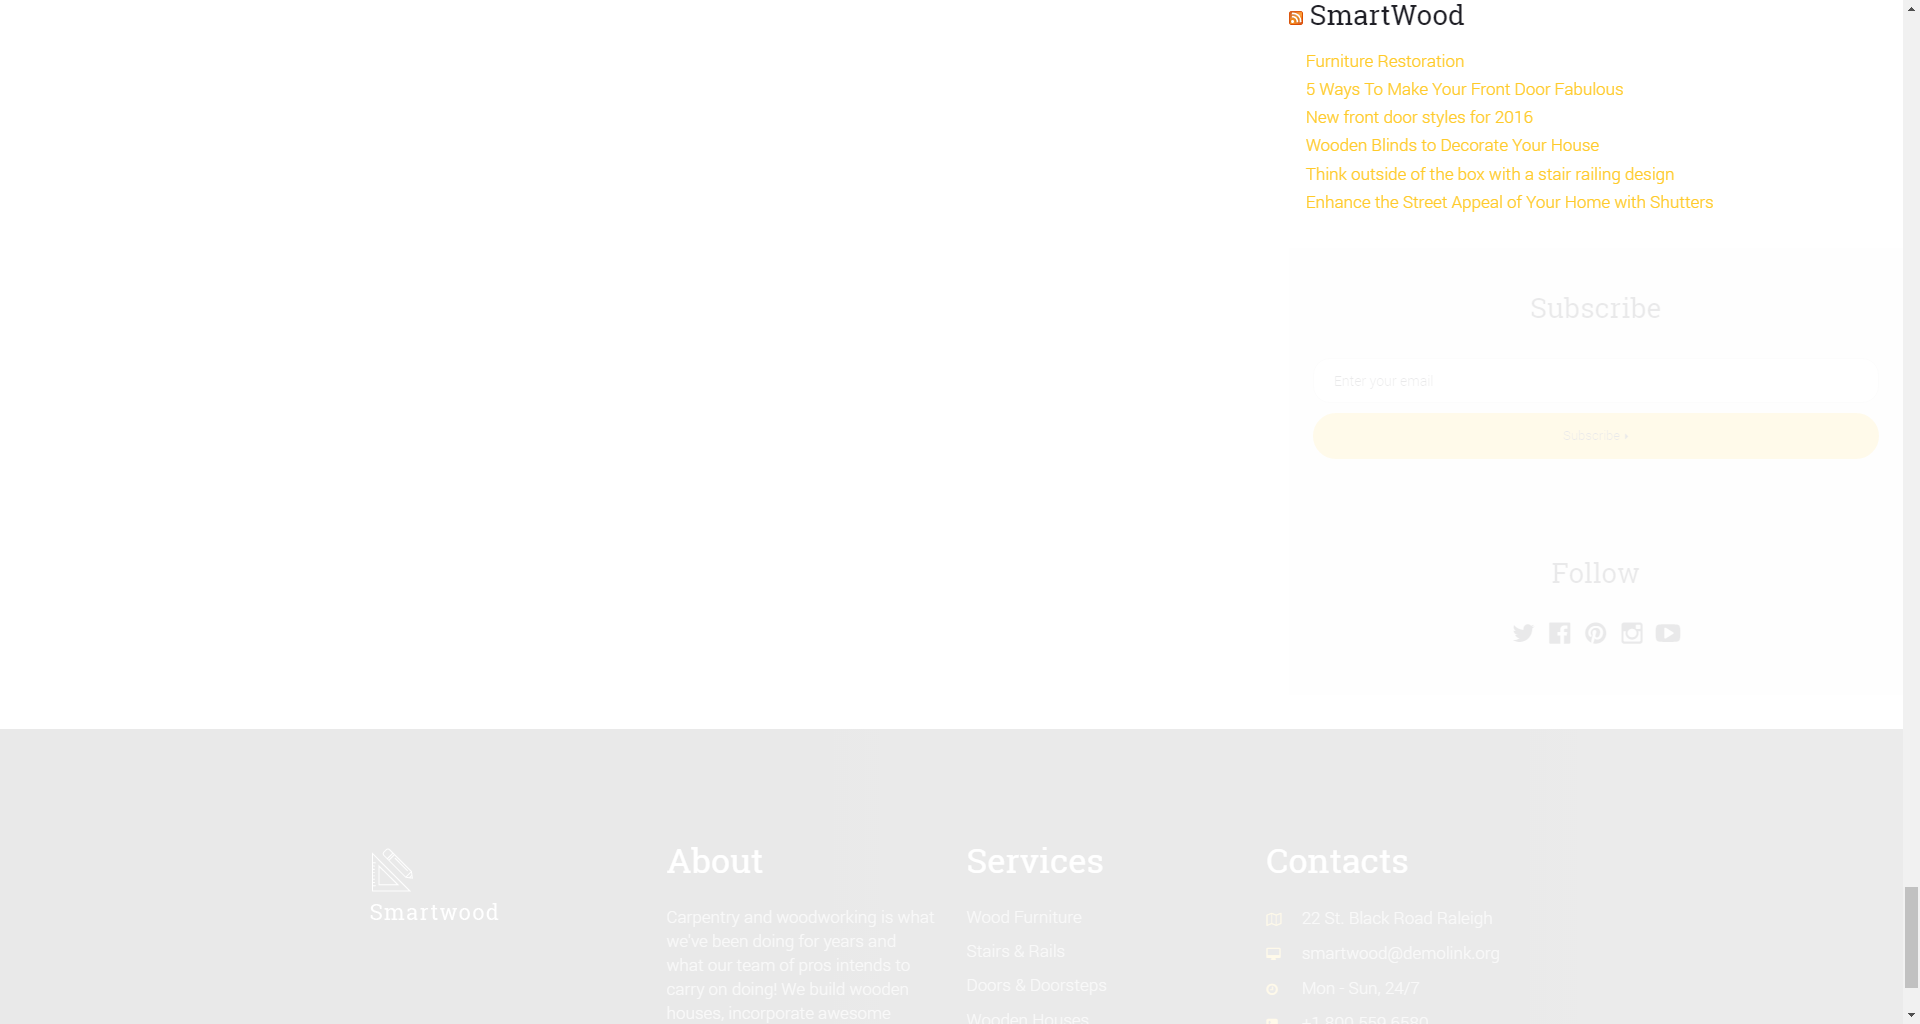 SmartWood
Furniture Restoration
5 Ways To Make Your Front Door Fabulous
New front door styles for 2016
Wooden Blinds to Decorate Your House
Think outside of the box with a stair railing design
Enhance the Street Appeal of Your Home with Shutters
Subscribe
Enter your email
Subscribe
Follow
Smartwood
About
Carpentry and woodworking is what
we've been doing for years and
what our team of pros intends to
carry on doing! We build wooden
houses, incorporate awesome
Services
Wood Furniture
Stairs & Rails
Doors & Doorsteps
Wooden Houses
Contacts
22 St. Black Road Raleigh
smartwood@demolink.org
Mon - Sun, 24/7
+1 800 559 6580